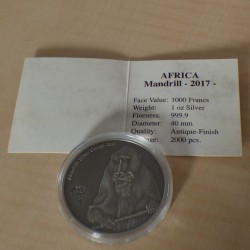 AFRICA
Mandrill - 2017 -
Face Value: 1000 Francs
Weight: 1 oz Silver
Fineness: 999,9
Diameter: 40 mm
Quality: Antique-Finish
2000 pcs.